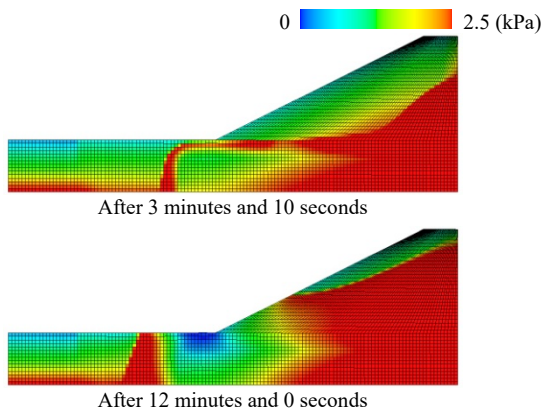 0 2.5 (kPa)
After 3 minutes and 10 seconds
After 12 minutes and 0 seconds